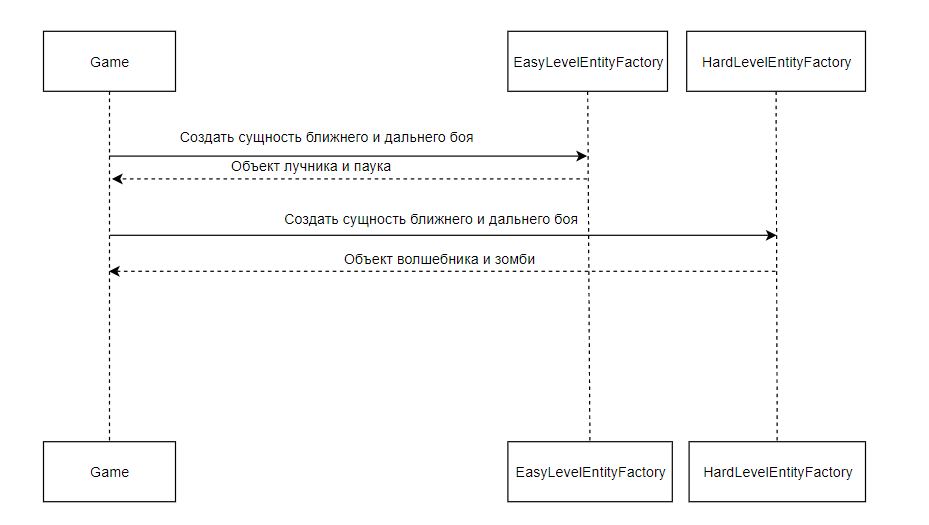 Game
EasyLevelEntityFactory
HardLevelEntityFactory
Создать сущность ближнего и дальнего боя
Объект лучника и паука
Создать сущность ближнего и дальнего боя
Объект волшебника и зомби
Game
EasyLevelEntityFactory
HardLevelEntityFactory